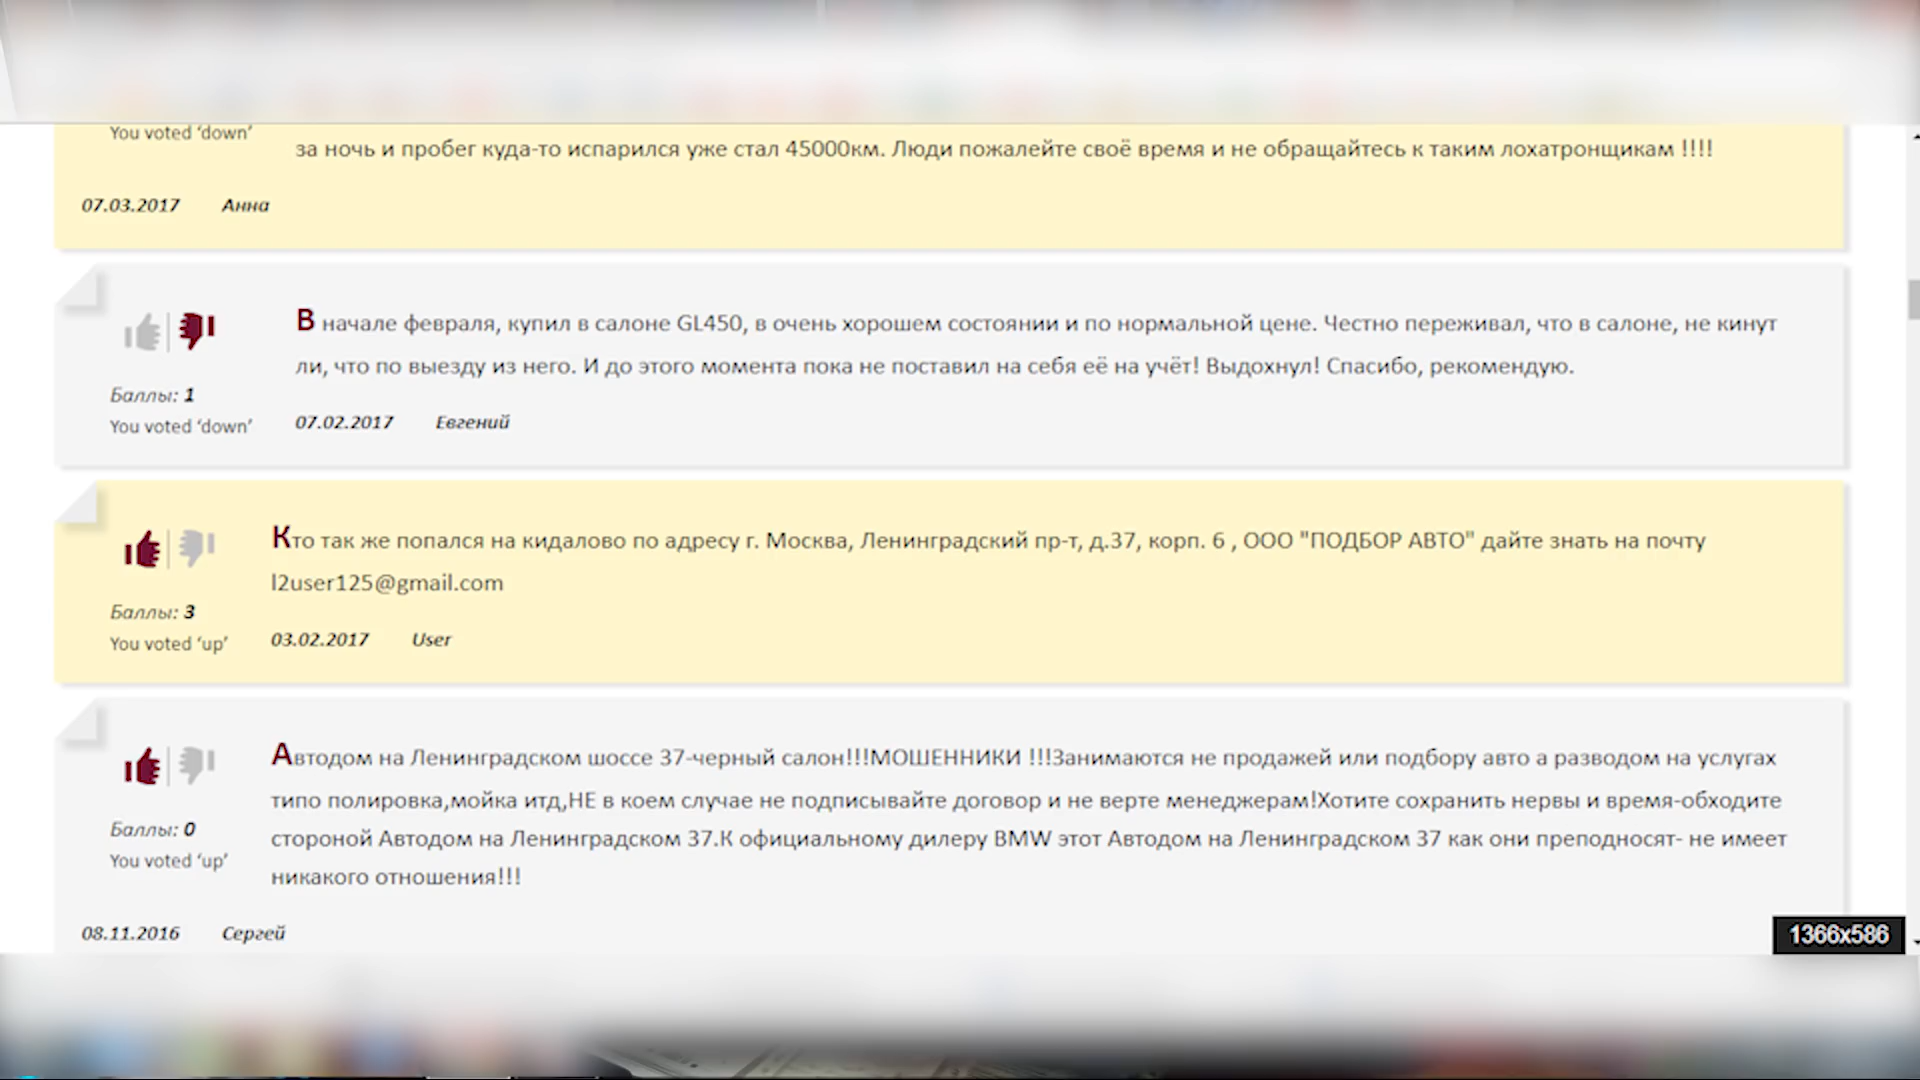 You voted ‘down’
за ночь и пробег куда-то испарился уже стал 45000км. Люди пожалейте своё время и не обращайтесь к таким лохатронщикам !!!!
07.03.2017 Анна
В начале февраля, купил в салоне GL450, в очень хорошем состоянии и по нормальной цене. Честно переживал, что в салоне, не кинут
ли, что по выезду из него. И до этого момента пока не поставил на себя её на учёт! Выдохнул! Спасибо, рекомендую.
Баллы: 1
You voted ‘down’
07.02.2017 Евгений
Кто так же попался на кидалово по адресу г. Москва, Ленинградский пр-т, д.37, корп. 6 , ООО "ПОДБОР АВТО" дайте знать на почту
l2user125@gmail.com
Баллы: 3
You voted ‘up’
03.02.2017 User
Автодом на Ленинградском шоссе 37-черный салон!!!МОШЕННИКИ !!!Занимаются не продажей или подбору авто а разводом на услугах
типо полировка,мойка итд,НЕ в коем случае не подписывайте договор и не верте менеджерам!Хотите сохранить нервы и время-обходите
стороной Автодом на Ленинградском 37.К официальному дилеру BMW этот Автодом на Ленинградском 37 как они преподносят- не имеет
никакого отношения!!!
Баллы: 0
You voted ‘up’
08.11.2016 Сергей
1366x586